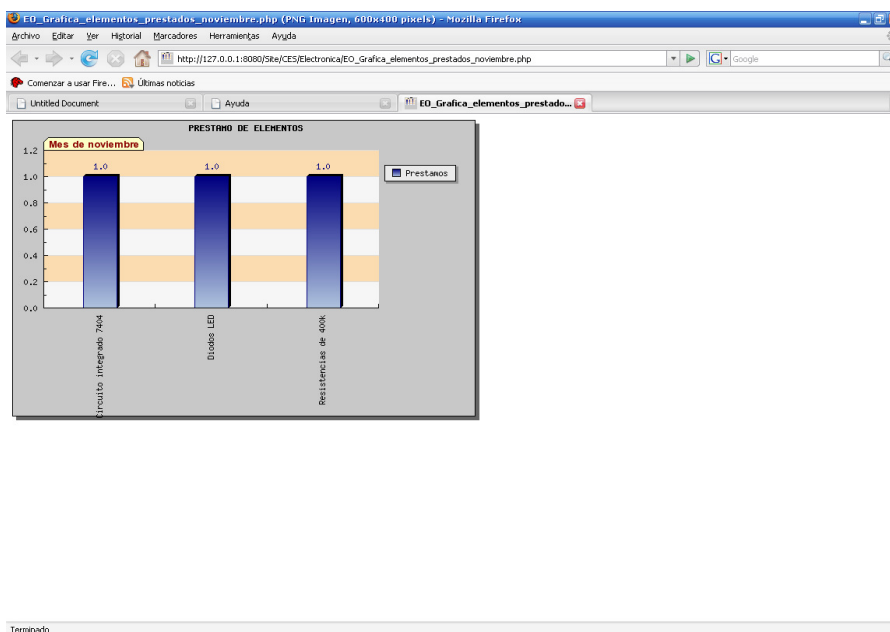 EO_Grafica_elementos_prestados_noviembre.php (PNG Imagen, 600x400 pixels) - Mozilla Firefox
Archivo Editar Ver Historial Marcadores Herramientas Ayuda
http://127.0.0.1:8080/Site/CES/Electronica/EO_Grafica_elementos_prestados_noviembre.php
G Google
Comenzar a usar Fire... Últimas noticias
Untitled Document
Ayuda
EO_Grafica_elementos_prestado...
PRESTAMO DE ELEMENTOS
Mes de noviembre
1.2
1.0
0.8
0.6
0.4
0.2
0.0
1.0 1.0 1.0
Prestamos
Circuito integrado 7404
Diodos LED
Resistencias de 400k
Terminado